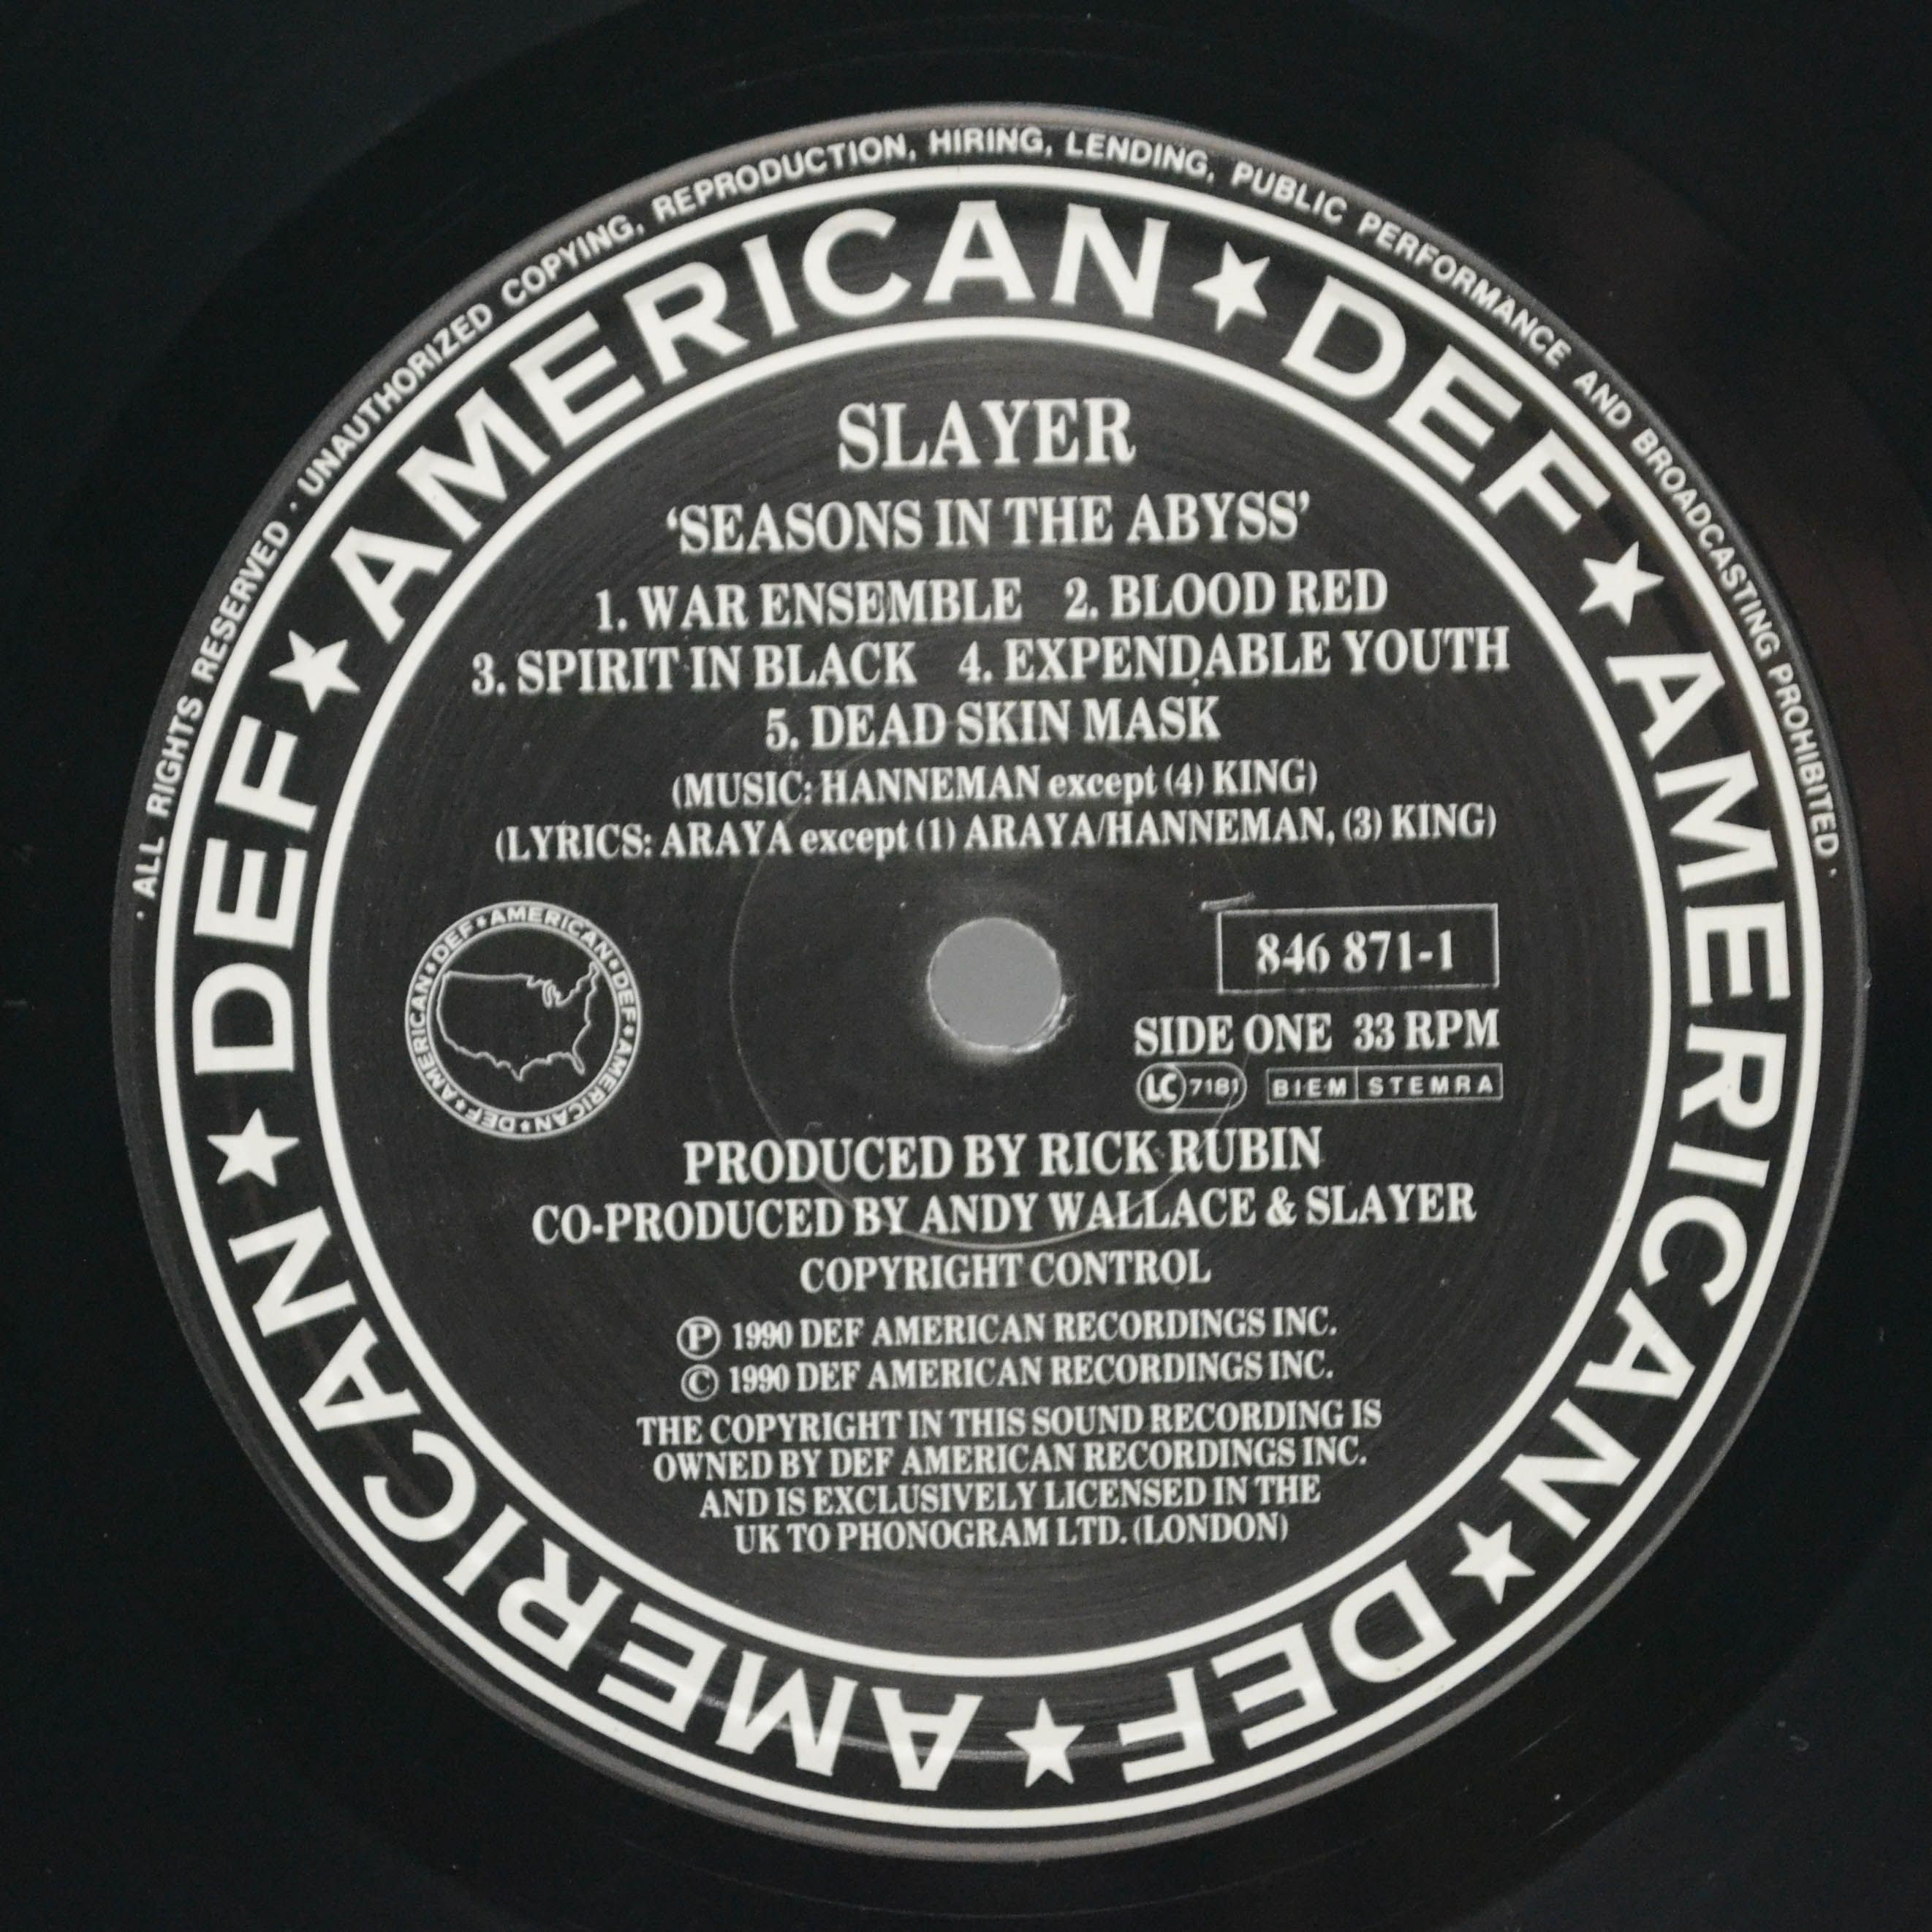 · ALL RIGHTS RESERVED · UNAUTHORIZED COPYING, REPRODUCTION, HIRING, LENDING, PUBLIC PERFORMANCE AND BROADCASTING PROHIBITED ·
DEF ★ AMERICAN ★ DEF ★ AMERICAN ★ DEF ★ AMERICAN ★
SLAYER
‘SEASONS IN THE ABYSS’
1. WAR ENSEMBLE 2. BLOOD RED
3. SPIRIT IN BLACK 4. EXPENDABLE YOUTH
5. DEAD SKIN MASK
(MUSIC: HANNEMAN except (4) KING)
(LYRICS: ARAYA except (1) ARAYA/HANNEMAN, (3) KING)
DEF★AMERICAN★DEF★AMERICAN★DEF★AMERICAN★
846 871-1
SIDE ONE 33 RPM
LC 7181 BIEM STEMRA
PRODUCED BY RICK RUBIN
CO-PRODUCED BY ANDY WALLACE & SLAYER
COPYRIGHT CONTROL
Ⓟ 1990 DEF AMERICAN RECORDINGS INC.
© 1990 DEF AMERICAN RECORDINGS INC.
THE COPYRIGHT IN THIS SOUND RECORDING IS
OWNED BY DEF AMERICAN RECORDINGS INC.
AND IS EXCLUSIVELY LICENSED IN THE
UK TO PHONOGRAM LTD. (LONDON)